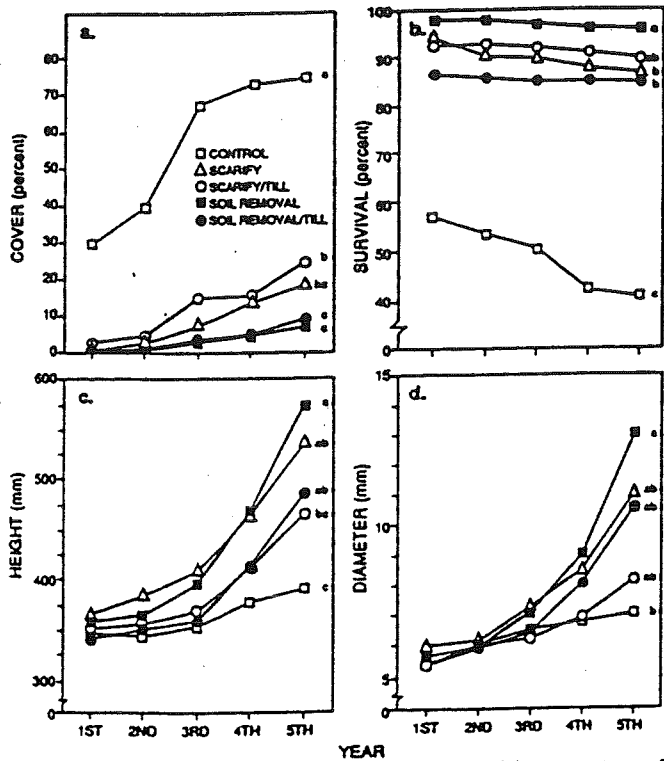 a.
COVER (percent)
80
70
60
50
40
30
20
10
0
CONTROL
SCARIFY
SCARIFY/TILL
SOIL REMOVAL
SOIL REMOVAL/TILL
a
b
bc
c
c
b.
SURVIVAL (percent)
100
90
80
70
60
50
40
0
a
ab
b
b
c
c.
HEIGHT (mm)
600
500
400
300
0
a
ab
ab
bc
c
1ST 2ND 3RD 4TH 5TH
d.
DIAMETER (mm)
15
10
5
0
a
ab
ab
ab
b
1ST 2ND 3RD 4TH 5TH
YEAR